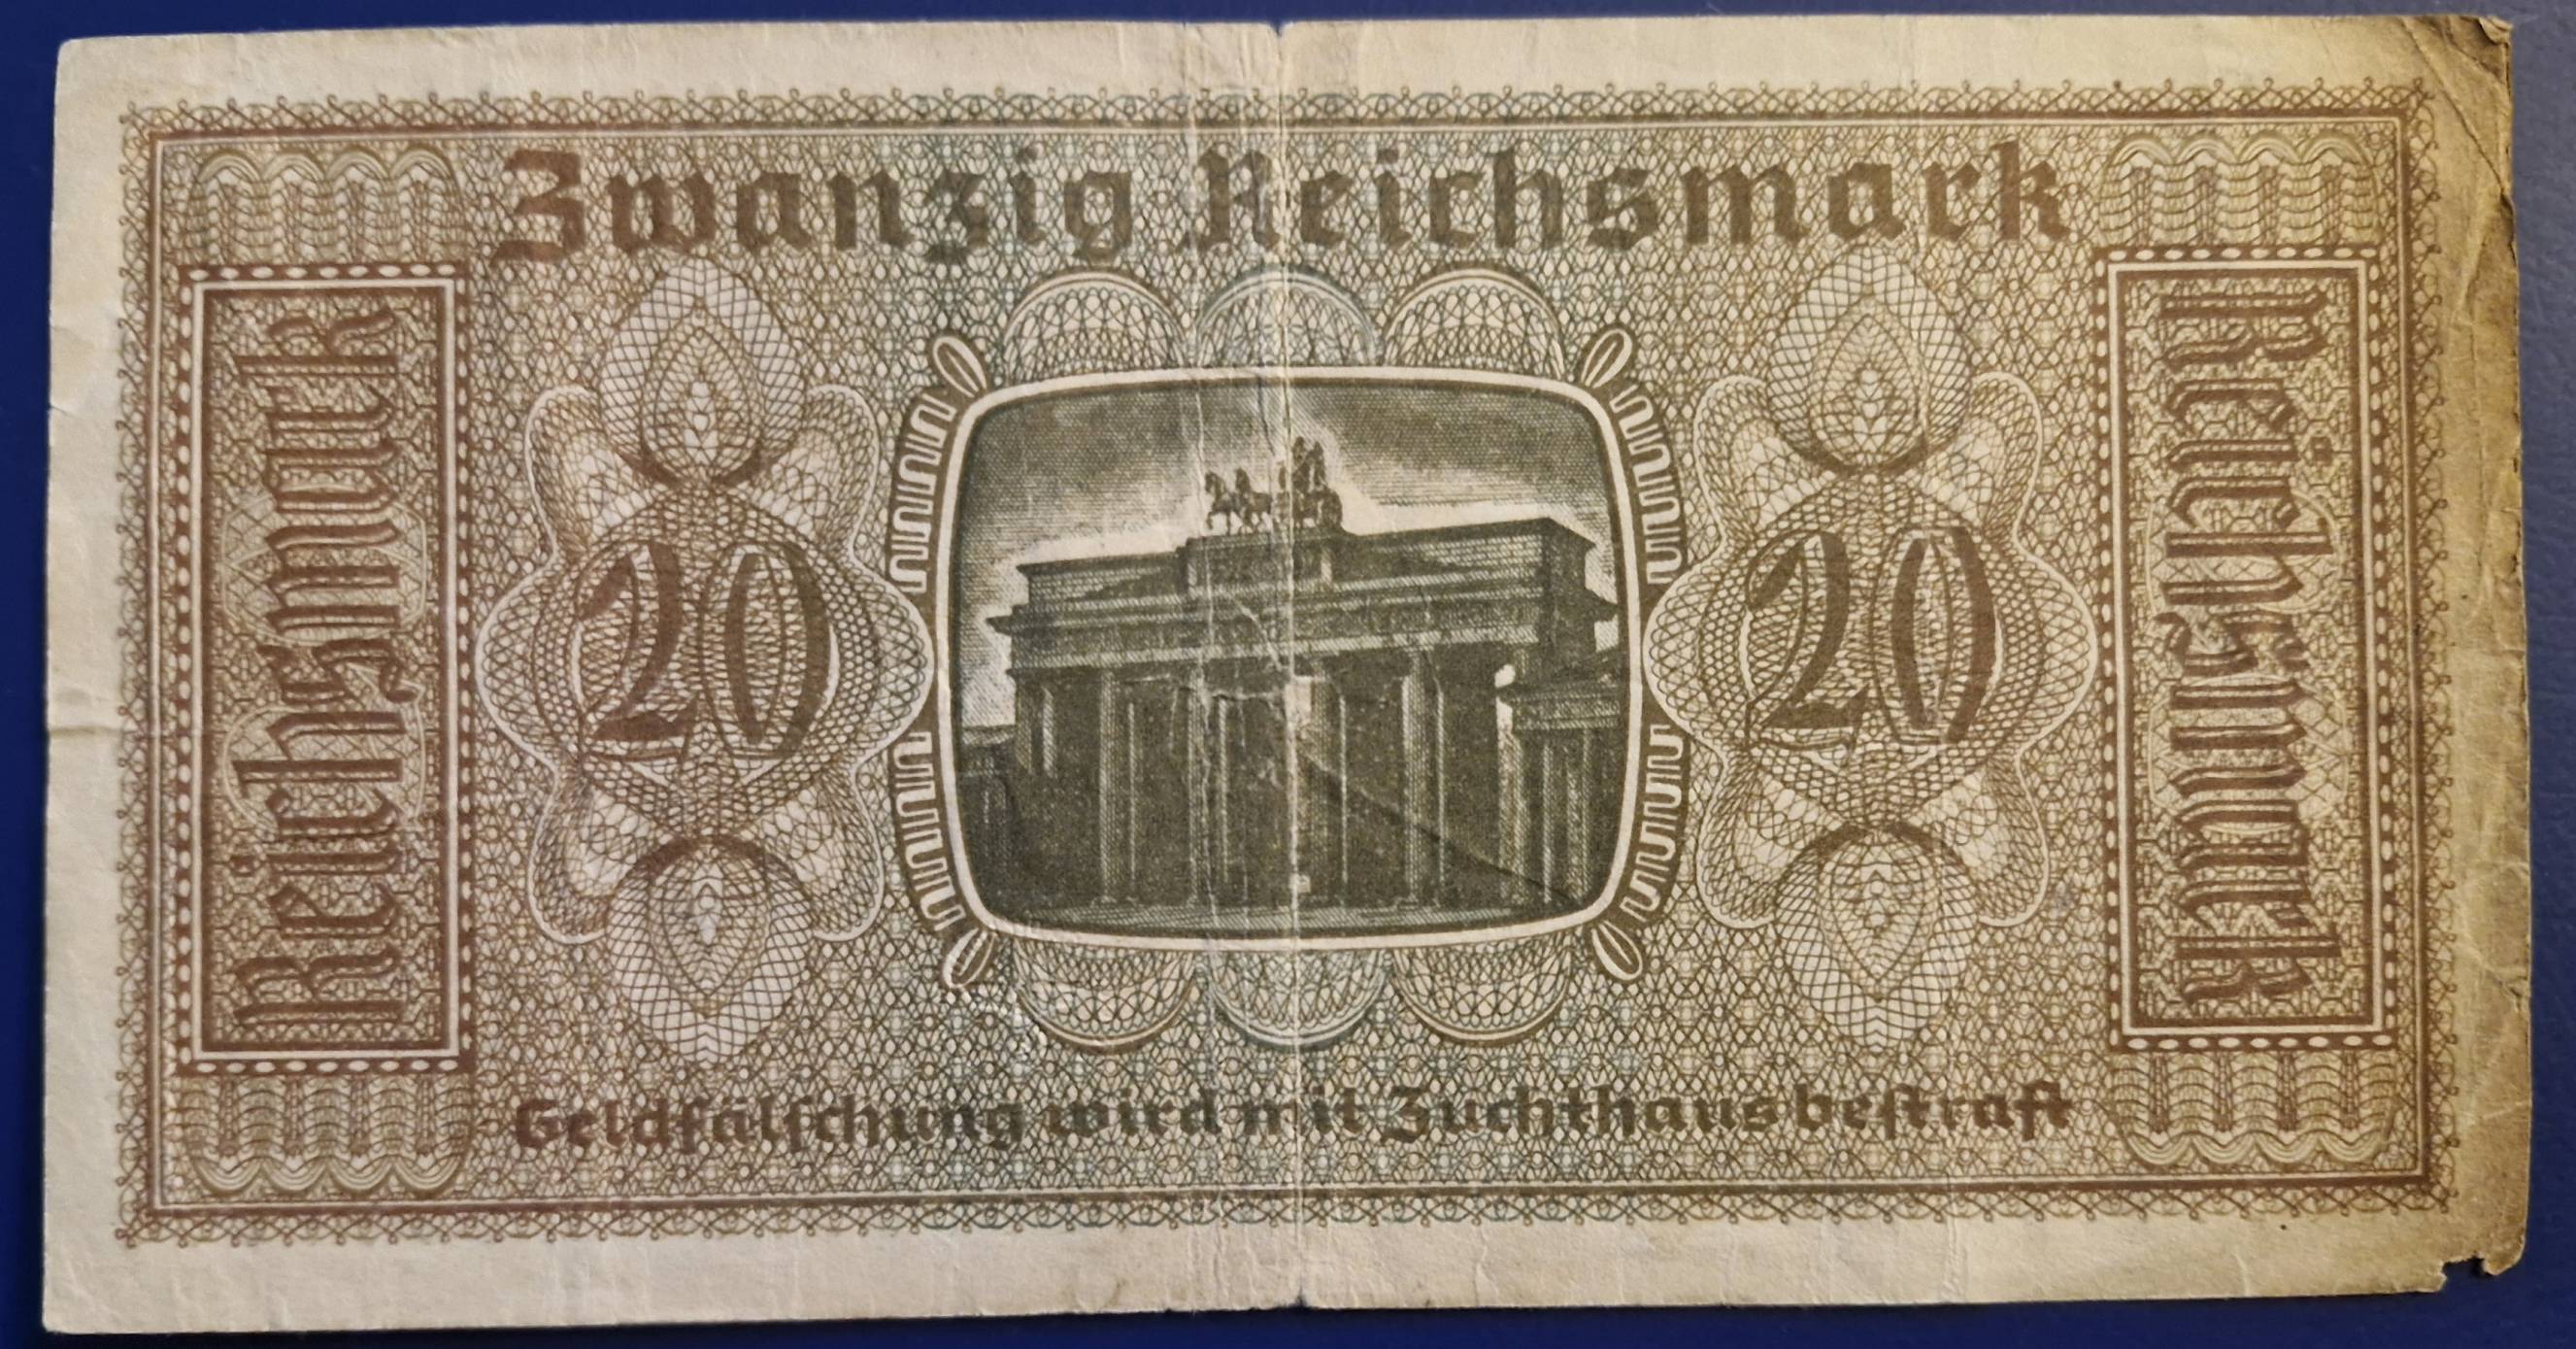 Zwanzig Reichsmark
Reichsmark
20
20
Reichsmark
Geldfälschung wird mit Zuchthaus bestraft